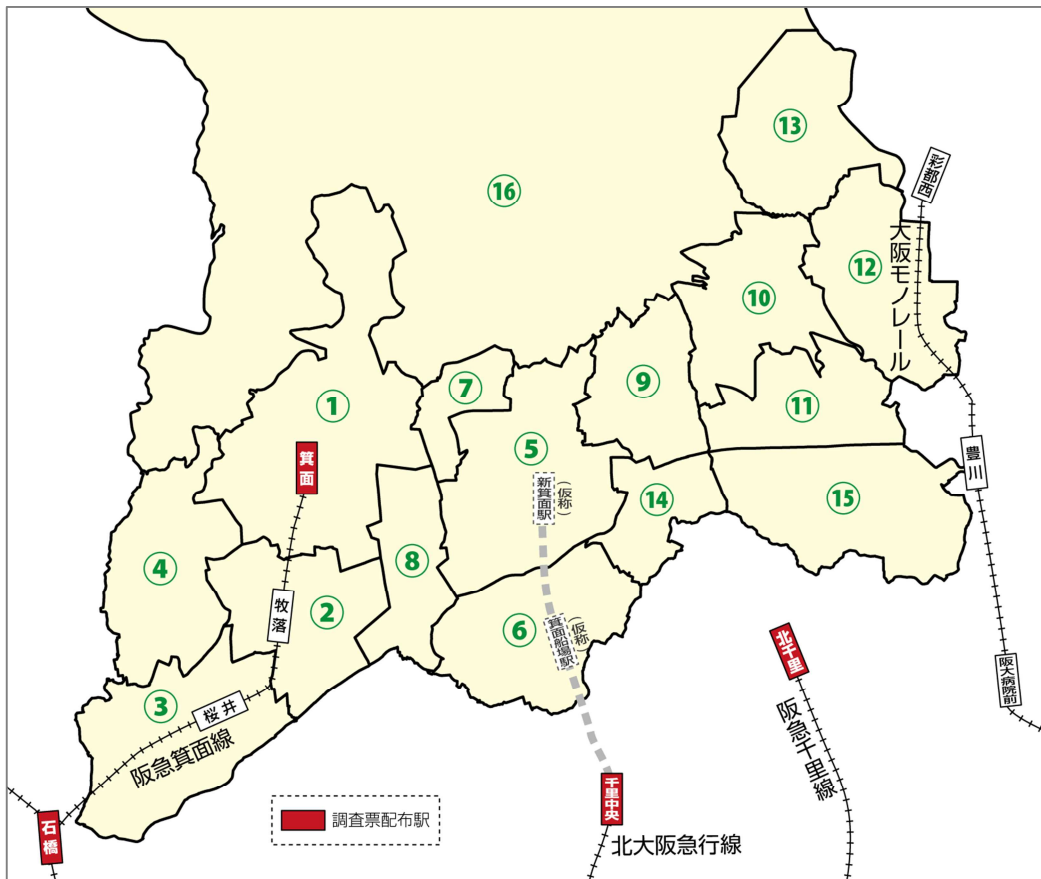 ⑬
彩都西
⑯
大阪モノレール
⑫
⑩
⑦
⑨
①
⑪
箕面
⑤
豊川
(仮称)
新箕面駅
⑭
⑮
④
⑧
牧落
②
⑥
(仮称)
箕面船場駅
北千里
阪大病院前
③
桜井
阪急箕面線
阪急千里線
千里中央
石橋
調査票配布駅
北大阪急行線